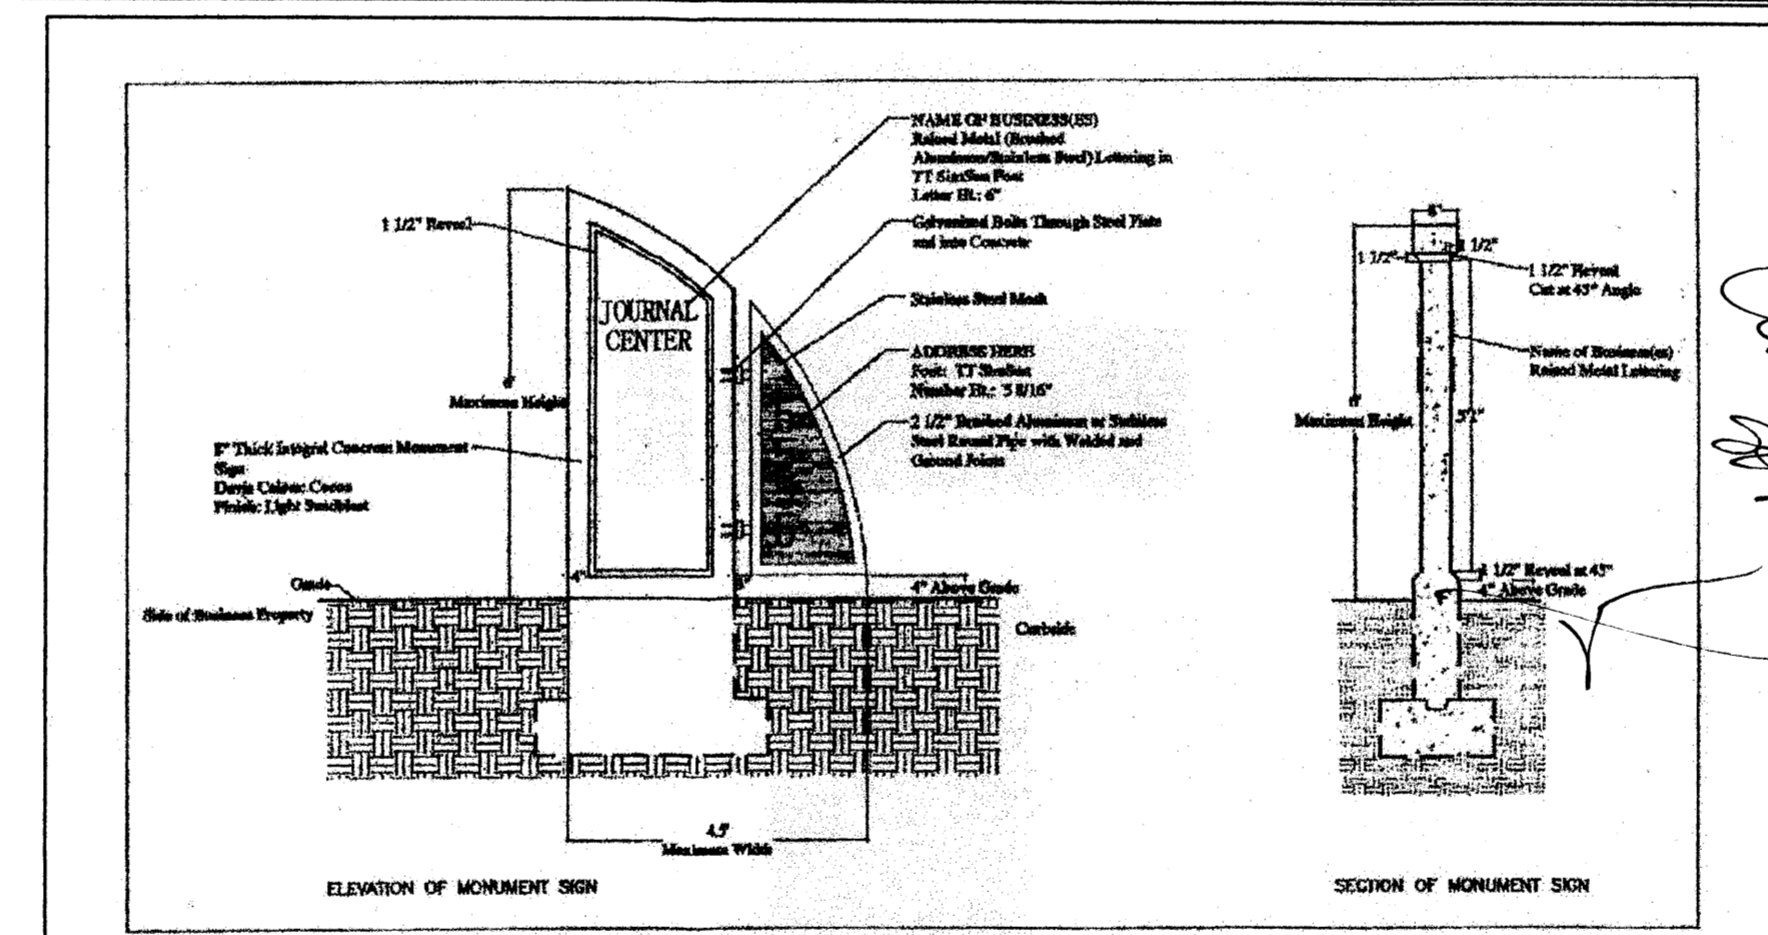 NAME OF BUSINESS(ES)
Raised Metal (Brushed
Aluminum/Stainless Steel) Lettering in
TT SimSun Font
Letter Ht.: 6"
1 1/2" Reveal
Galvanized Bolts Through Steel Plate
and into Concrete
Stainless Steel Mesh
JOURNAL
CENTER
ADDRESS HERE
Font: TT SimSun
Number Ht.: 5 8/16"
6'
Maximum Height
2 1/2" Brushed Aluminum or Stainless
Steel Round Pipe with Welded and
Ground Joints
8" Thick Integral Concrete Monument
Sign
Davis Colors: Cocoa
Finish: Light Sandblast
4"
Grade
4" Above Grade
Side of Business Property
Curbside
4.5'
Maximum Width
ELEVATION OF MONUMENT SIGN
8"
1 1/2"
1 1/2"
1 1/2" Reveal
Cut at 45° Angle
Name of Business(es)
Raised Metal Lettering
6'
Maximum Height
1 1/2" Reveal at 45°
4" Above Grade
SECTION OF MONUMENT SIGN